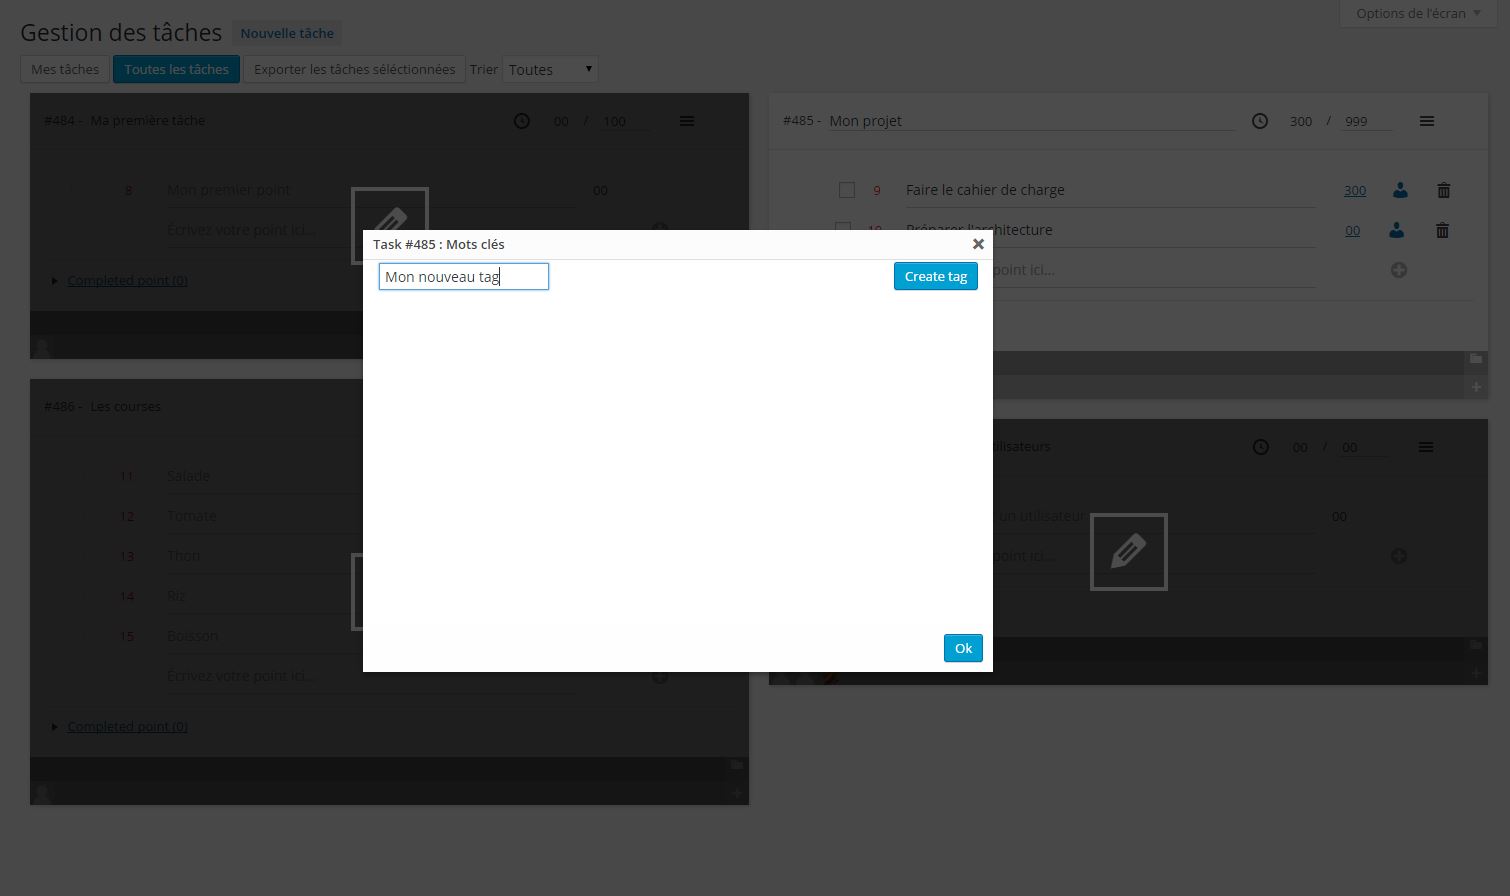 Options de l'écran
Gestion des tâches Nouvelle tâche
Mes tâches Toutes les tâches Exporter les tâches séléctionnées Trier Toutes
#484 - Ma première tâche 00 / 100
8 Mon premier point 00
Écrivez votre point ici...
Completed point (0)
#485 - Mon projet 300 / 999
9 Faire le cahier de charge 300
10 Préparer l'architecture 00
point ici...
Task #485 : Mots clés
Mon nouveau tag Create tag
Ok
#486 - Les courses
11 Salade
12 Tomate
13 Thon
14 Riz
15 Boisson
Écrivez votre point ici...
Completed point (0)
utilisateurs 00 / 00
un utilisateur 00
point ici...